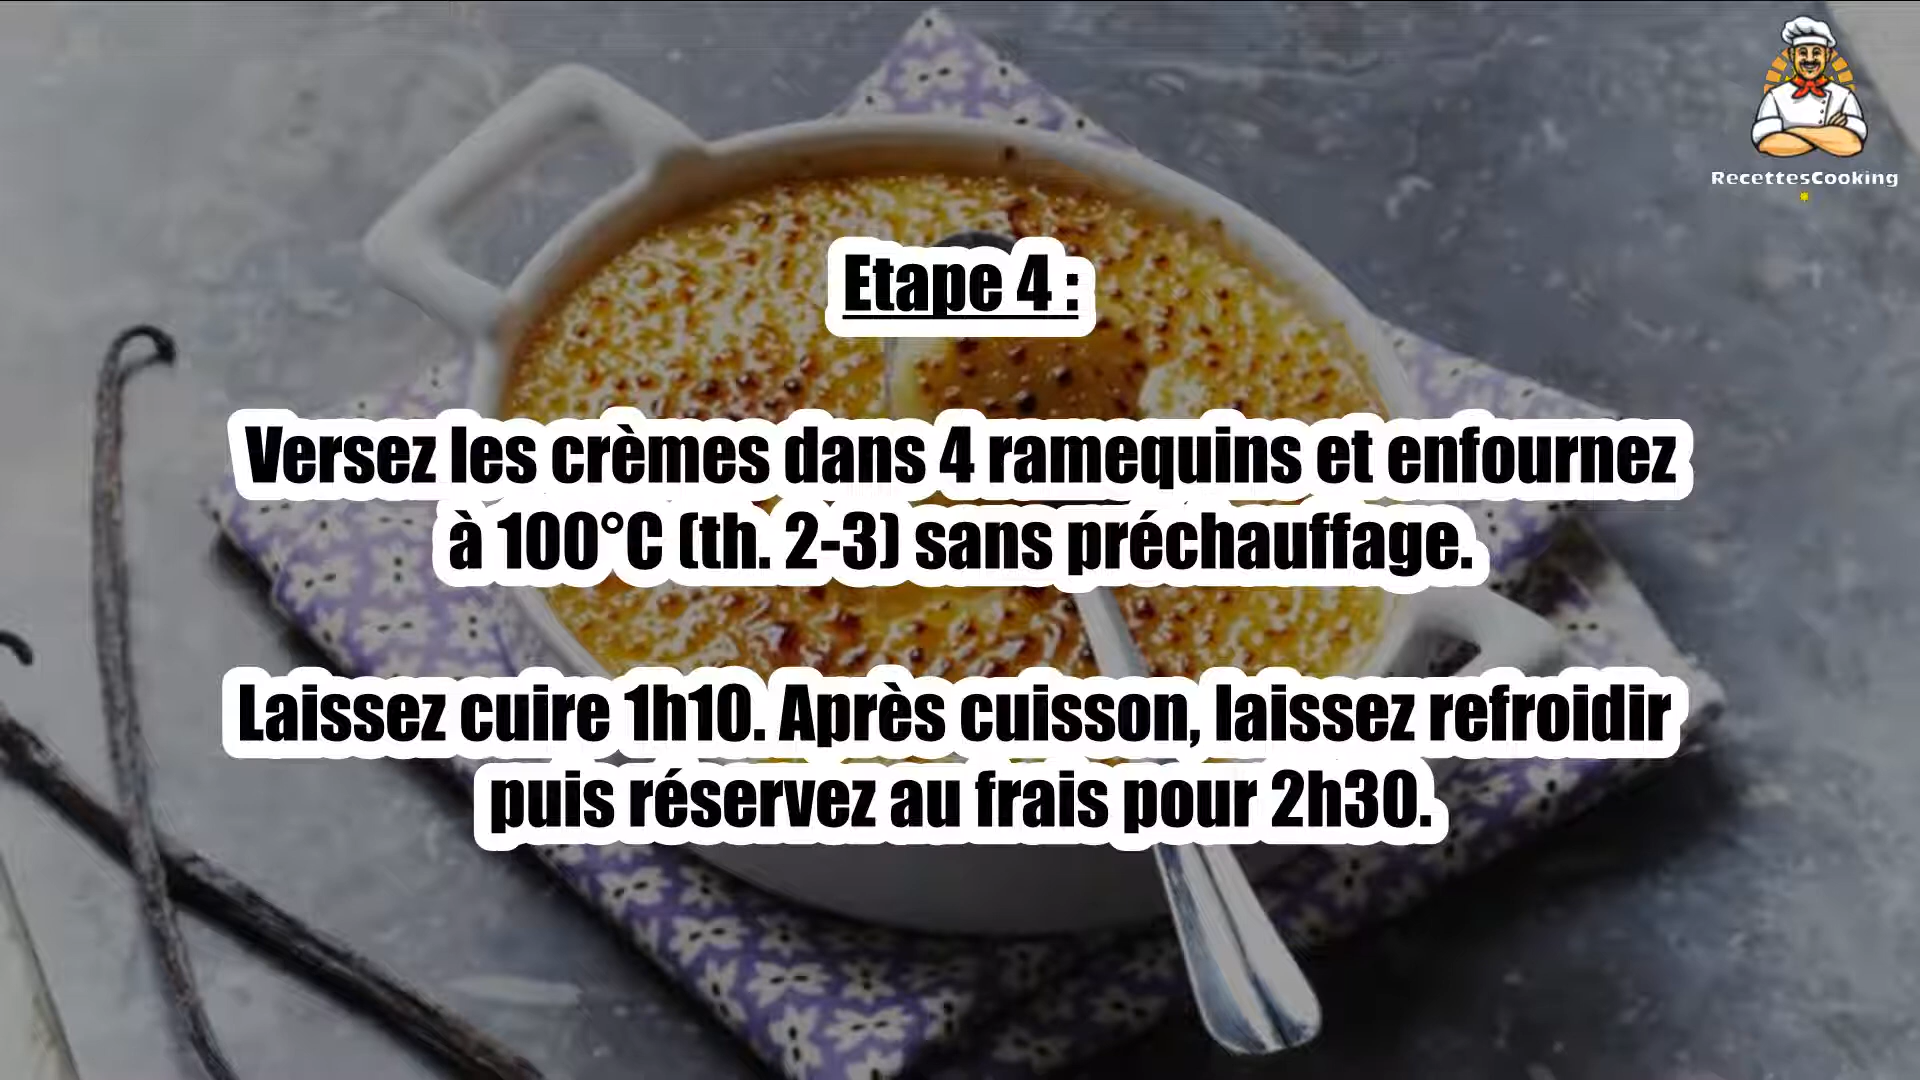 RecettesCooking
Etape 4 :
Versez les crèmes dans 4 ramequins et enfournez
à 100°C (th. 2-3) sans préchauffage.
Laissez cuire 1h10. Après cuisson, laissez refroidir
puis réservez au frais pour 2h30.